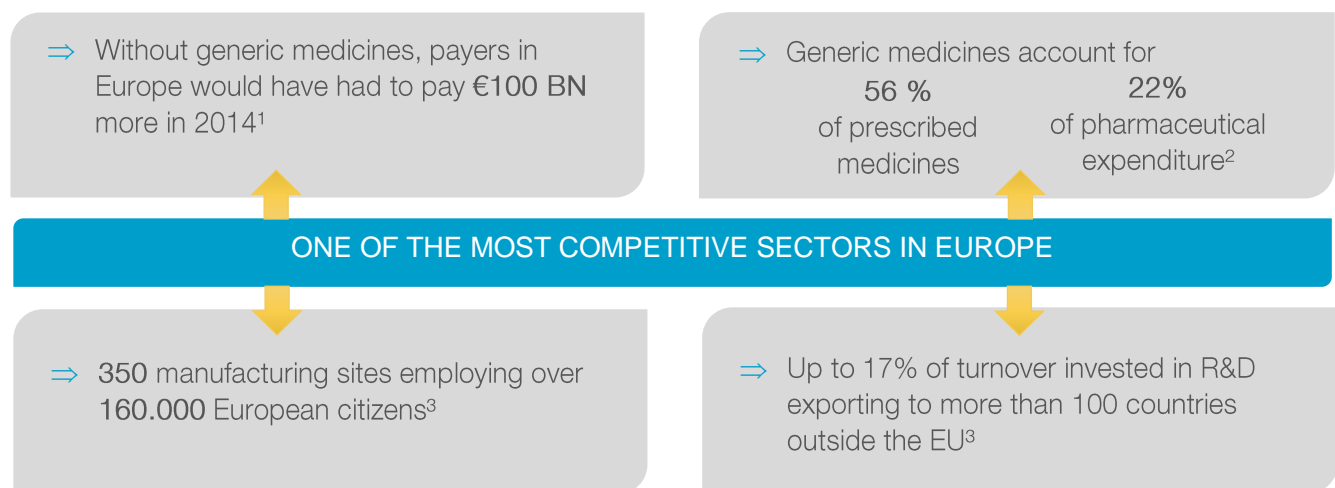 ⇒ Without generic medicines, payers in
Europe would have had to pay €100 BN
more in 2014¹
⇒ Generic medicines account for
56 %
of prescribed
medicines
22%
of pharmaceutical
expenditure²
ONE OF THE MOST COMPETITIVE SECTORS IN EUROPE
⇒ 350 manufacturing sites employing over
160.000 European citizens³
⇒ Up to 17% of turnover invested in R&D
exporting to more than 100 countries
outside the EU³